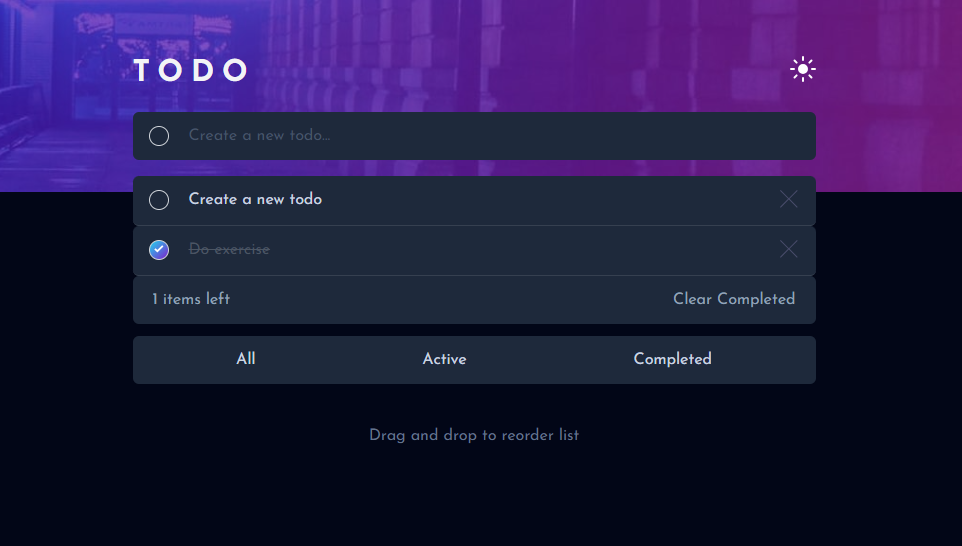 TODO
Create a new todo...
Create a new todo
Do exercise
1 items left Clear Completed
All Active Completed
Drag and drop to reorder list